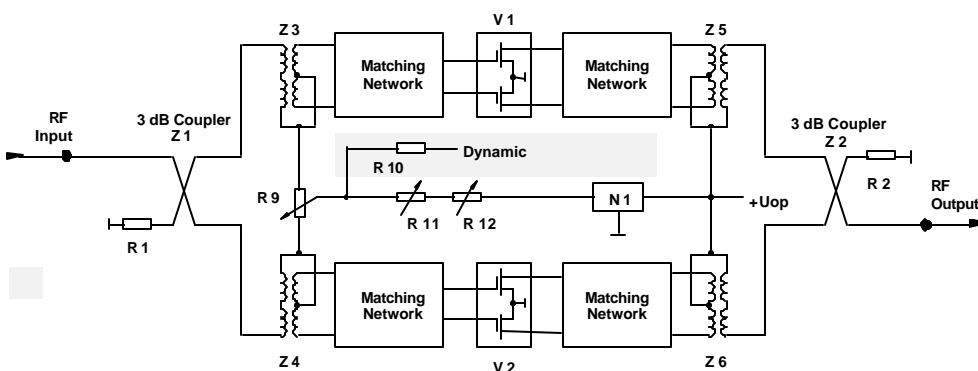 Z 3
V 1
Z 5
Matching
Network
Matching
Network
RF
Input
3 dB Coupler
Z 1
3 dB Coupler
Z 2
R 10
Dynamic
R 9
R 11
R 12
N 1
+Uop
R 2
RF
Output
R 1
Matching
Network
Matching
Network
Z 4
V 2
Z 6